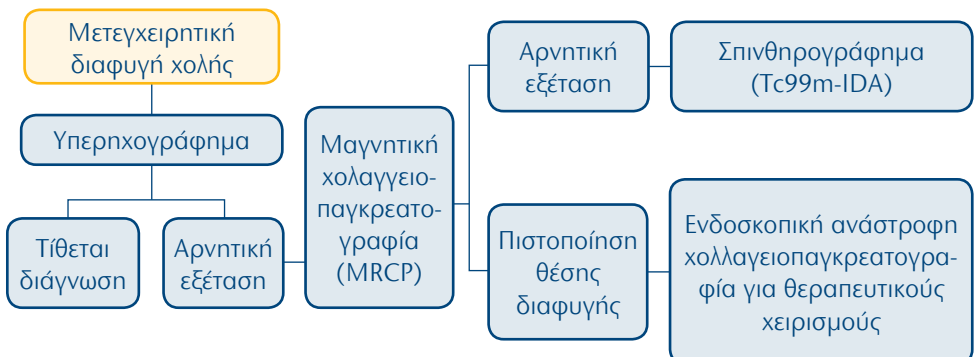 Μετεγχειρητική
διαφυγή χολής
Υπερηχογράφημα
Τίθεται
διάγνωση
Αρνητική
εξέταση
Μαγνητική
χολαγγειο-
παγκρεατο-
γραφία
(MRCP)
Αρνητική
εξέταση
Σπινθηρογράφημα
(Tc99m-IDA)
Πιστοποίηση
θέσης
διαφυγής
Ενδοσκοπική ανάστροφη
χολλαγειοπαγκρεατογρα-
φία για θεραπευτικούς
χειρισμούς